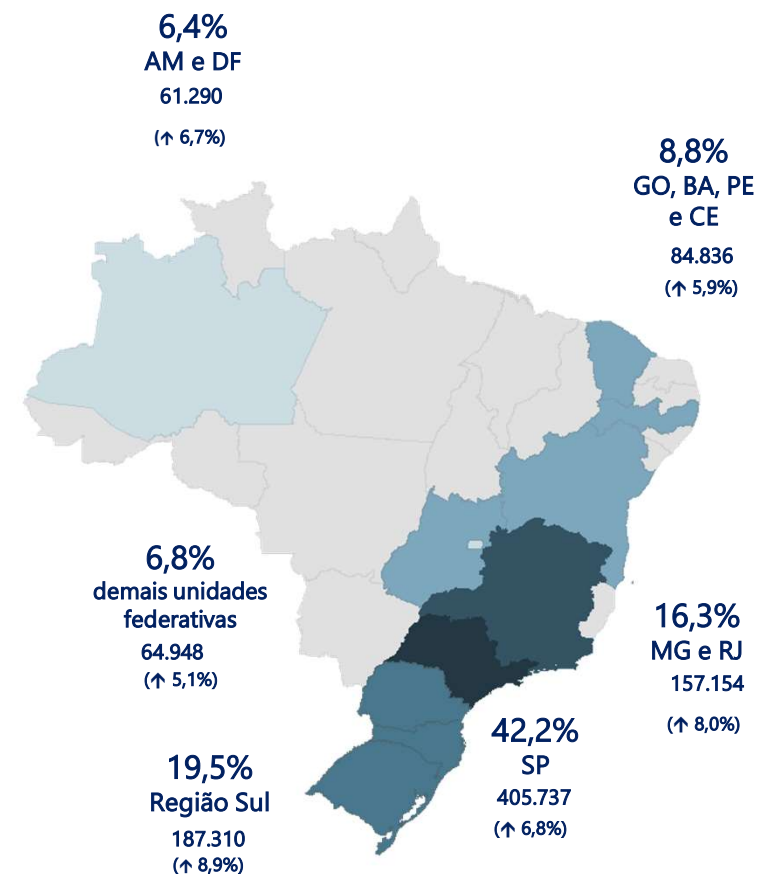 6,4%
AM e DF
61.290
(↑ 6,7%)
8,8%
GO, BA, PE
e CE
84.836
(↑ 5,9%)
6,8%
demais unidades
federativas
64.948
(↑ 5,1%)
16,3%
MG e RJ
157.154
(↑ 8,0%)
42,2%
SP
405.737
(↑ 6,8%)
19,5%
Região Sul
187.310
(↑ 8,9%)